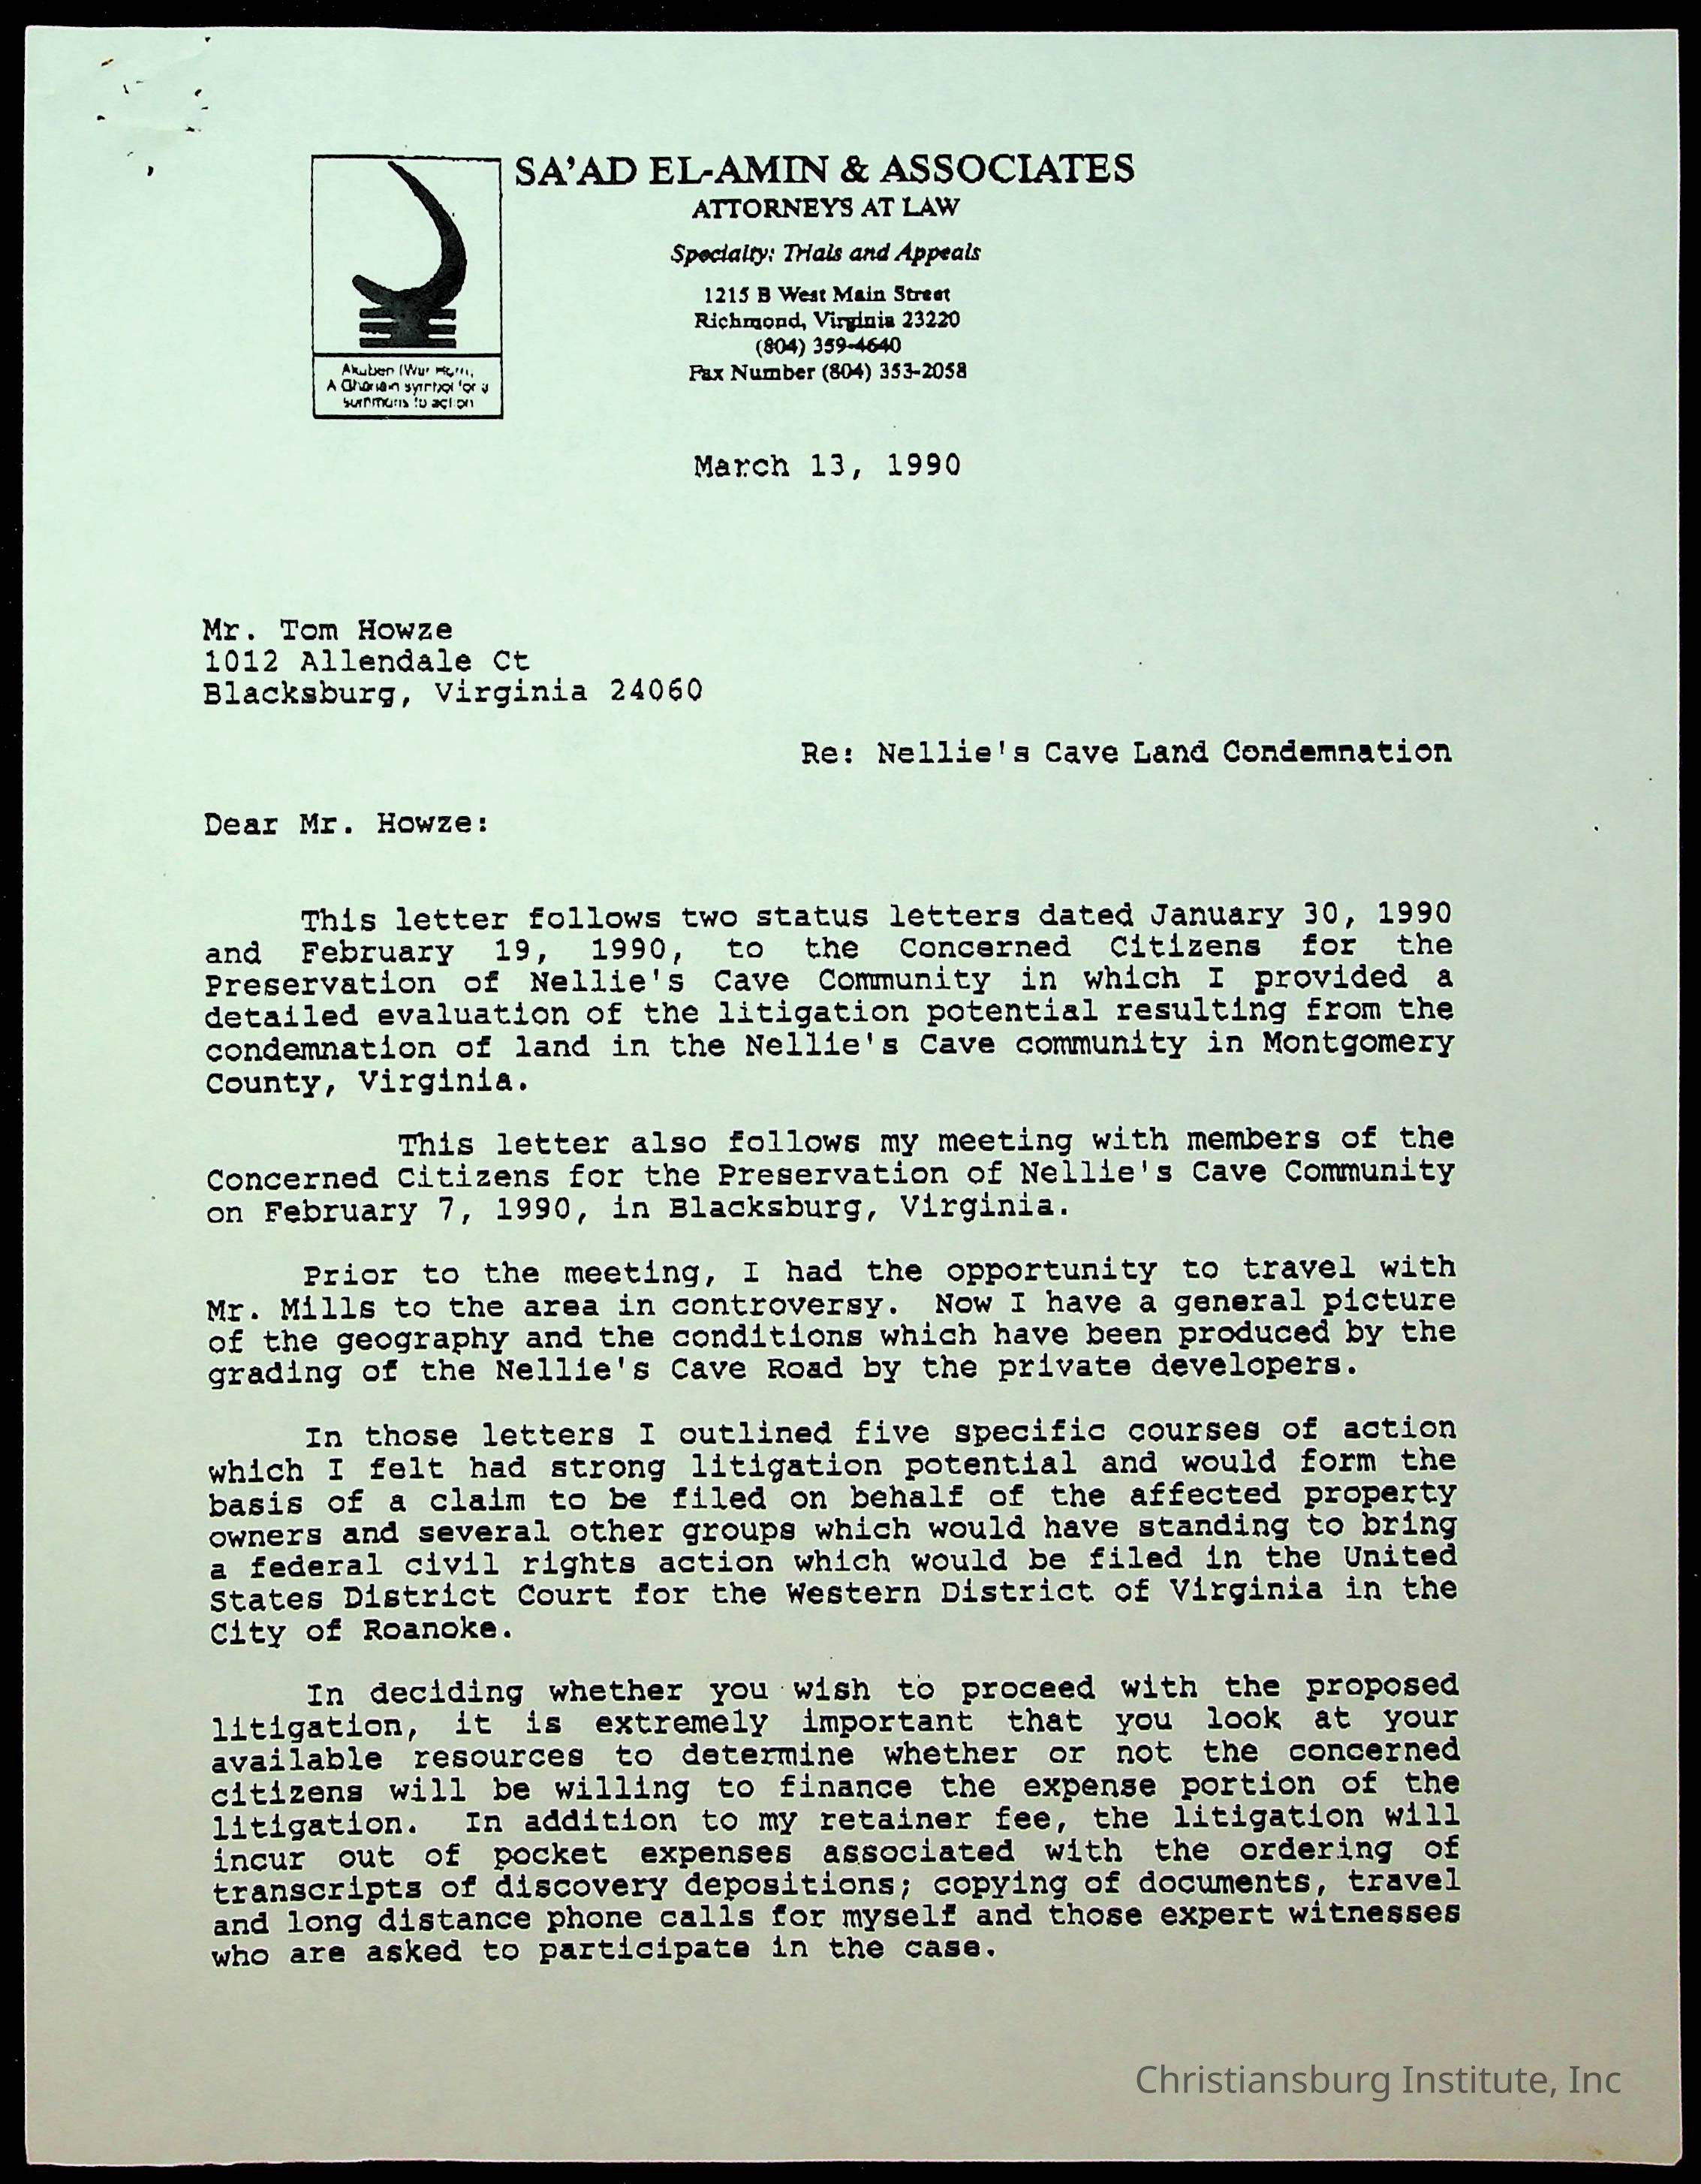 SA'AD EL-AMIN & ASSOCIATES
ATTORNEYS AT LAW
Specialty: Trials and Appeals
1215 B West Main Street
Richmond, Virginia 23220
(804) 359-4640
Fax Number (804) 353-2058
Akuben (War Horn,
A Ghanaian symbol for a
summons to action
March 13, 1990
Mr. Tom Howze
1012 Allendale Ct
Blacksburg, Virginia 24060
Re: Nellie's Cave Land Condemnation
Dear Mr. Howze:
This letter follows two status letters dated January 30, 1990
and February 19, 1990, to the Concerned Citizens for the
Preservation of Nellie's Cave Community in which I provided a
detailed evaluation of the litigation potential resulting from the
condemnation of land in the Nellie's Cave community in Montgomery
County, Virginia.
This letter also follows my meeting with members of the
Concerned Citizens for the Preservation of Nellie's Cave Community
on February 7, 1990, in Blacksburg, Virginia.
Prior to the meeting, I had the opportunity to travel with
Mr. Mills to the area in controversy. Now I have a general picture
of the geography and the conditions which have been produced by the
grading of the Nellie's Cave Road by the private developers.
In those letters I outlined five specific courses of action
which I felt had strong litigation potential and would form the
basis of a claim to be filed on behalf of the affected property
owners and several other groups which would have standing to bring
a federal civil rights action which would be filed in the United
States District Court for the Western District of Virginia in the
City of Roanoke.
In deciding whether you wish to proceed with the proposed
litigation, it is extremely important that you look at your
available resources to determine whether or not the concerned
citizens will be willing to finance the expense portion of the
litigation. In addition to my retainer fee, the litigation will
incur out of pocket expenses associated with the ordering of
transcripts of discovery depositions; copying of documents, travel
and long distance phone calls for myself and those expert witnesses
who are asked to participate in the case.
Christiansburg Institute, Inc